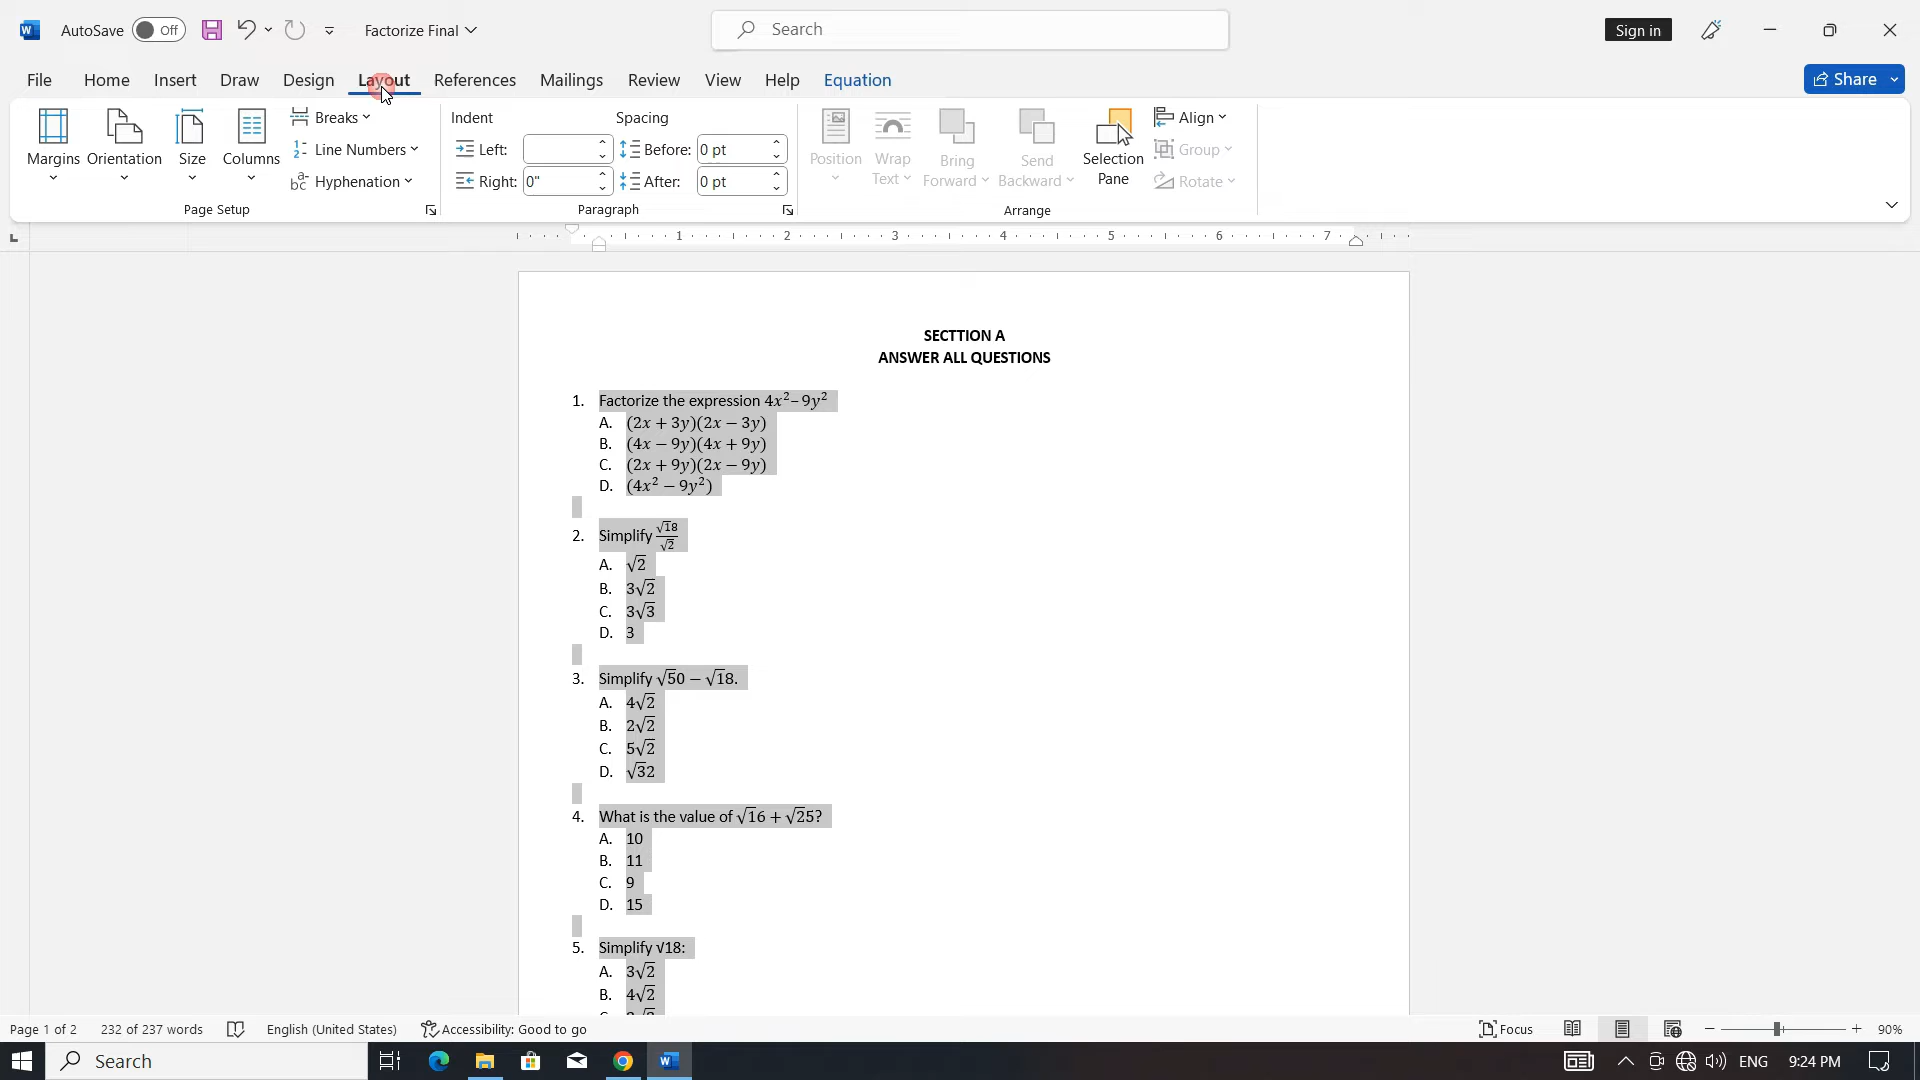 AutoSave Off Factorize Final Search Sign in
File Home Insert Draw Design Layout References Mailings Review View Help Equation Share
Margins Orientation Size Columns Breaks Line Numbers Hyphenation
Page Setup
Indent Spacing
Left: Before: 0 pt
Right: 0" After: 0 pt
Paragraph
Position Wrap Text Bring Forward Send Backward Selection Pane Align Group Rotate
Arrange
1 2 3 4 5 6 7
SECTTION A
ANSWER ALL QUESTIONS
1. Factorize the expression 4x²–9y²
A. (2x + 3y)(2x − 3y)
B. (4x − 9y)(4x + 9y)
C. (2x + 9y)(2x − 9y)
D. (4x² − 9y²)
2. Simplify √18/√2
A. √2
B. 3√2
C. 3√3
D. 3
3. Simplify √50 − √18.
A. 4√2
B. 2√2
C. 5√2
D. √32
4. What is the value of √16 + √25?
A. 10
B. 11
C. 9
D. 15
5. Simplify √18:
A. 3√2
B. 4√2
Page 1 of 2 232 of 237 words English (United States) Accessibility: Good to go Focus 90%
Search ENG 9:24 PM